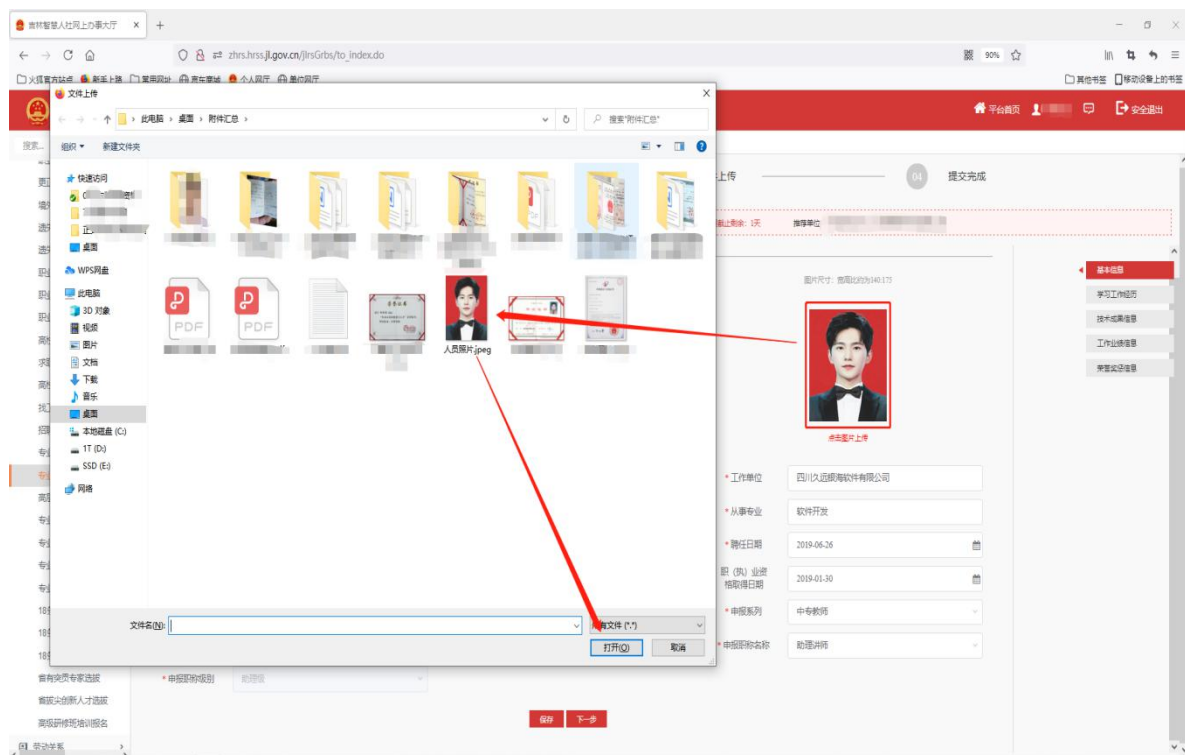 吉林智慧人社网上办事大厅
zhrs.hrss.jl.gov.cn/jlrsGrbs/to_index.do
90%
火狐官方站点 新手上路 常用网址 京东商城 个人网厅 单位网厅
其他书签 移动设备上的书签
文件上传
平台首页
安全退出
此电脑 › 桌面 › 附件汇总 ›
搜索"附件汇总"
搜索...
组织 新建文件夹
快速访问
桌面
WPS网盘
此电脑
3D 对象
视频
图片
文档
下载
音乐
桌面
本地磁盘 (C:)
1T (D:)
SSD (E:)
网络
PDF
PDF
人员照片.jpeg
文件名(N):
有文件 (*.*)
打开(O)
取消
上传
04
提交完成
截止剩余：1天
推荐单位
图片尺寸：宽高比约为140:175
点击图片上传
基本信息
学习工作经历
技术成果信息
工作业绩信息
荣誉奖惩信息
* 工作单位
四川久远银海软件有限公司
* 从事专业
软件开发
* 聘任日期
2019-06-26
职（执）业资格取得日期
2019-01-30
* 申报系列
中专教师
* 申报职称名称
助理讲师
* 申报职称级别
助理级
保存
下一步
省有突贡专家选拔
省拔尖创新人才选拔
高级研修班培训报名
劳动关系